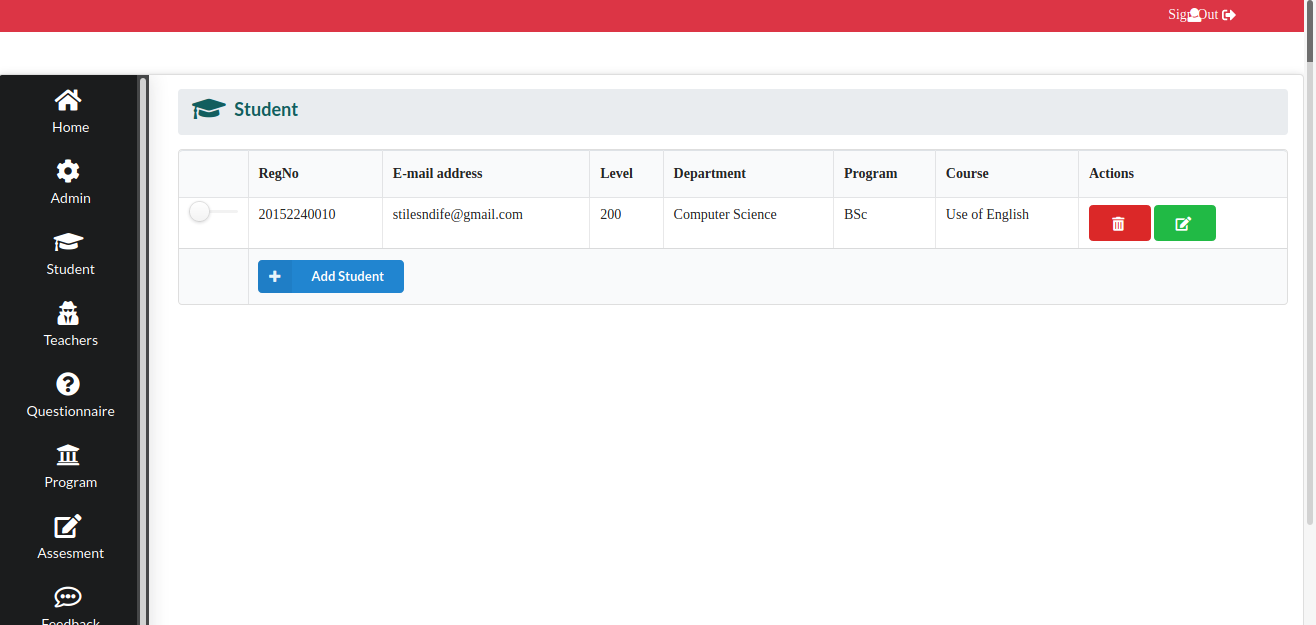 Sign Out
Home
Admin
Student
Teachers
Questionnaire
Program
Assesment
Feedback
Student
RegNo E-mail address Level Department Program Course Actions
20152240010 stilesndife@gmail.com 200 Computer Science BSc Use of English
Add Student